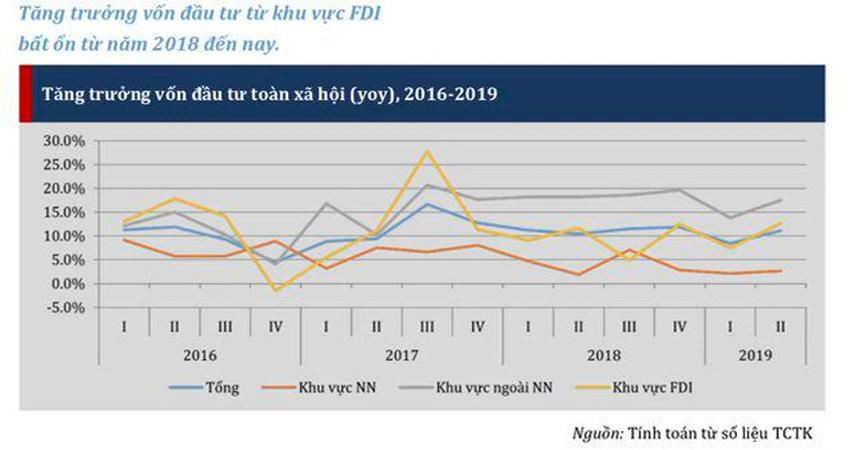 Tăng trưởng vốn đầu tư từ khu vực FDI
bất ổn từ năm 2018 đến nay.
Tăng trưởng vốn đầu tư toàn xã hội (yoy), 2016-2019
30.0%
25.0%
20.0%
15.0%
10.0%
5.0%
0.0%
-5.0%
I II III IV I II III IV I II III IV I II
2016 2017 2018 2019
Tổng Khu vực NN Khu vực ngoài NN Khu vực FDI
Nguồn: Tính toán từ số liệu TCTK